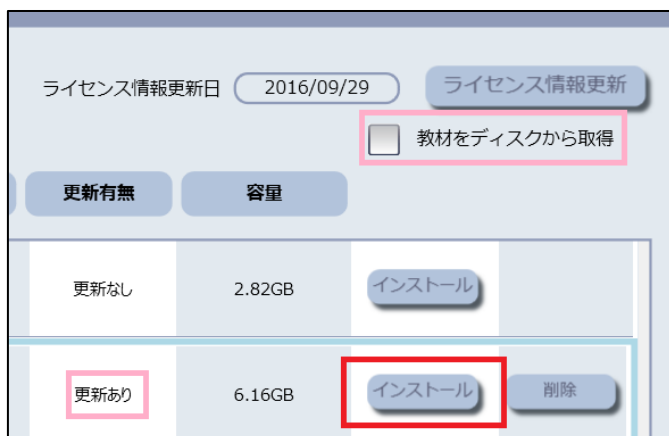 ライセンス情報更新日 2016/09/29 ライセンス情報更新
教材をディスクから取得
更新有無 容量
更新なし 2.82GB インストール
更新あり 6.16GB インストール 削除